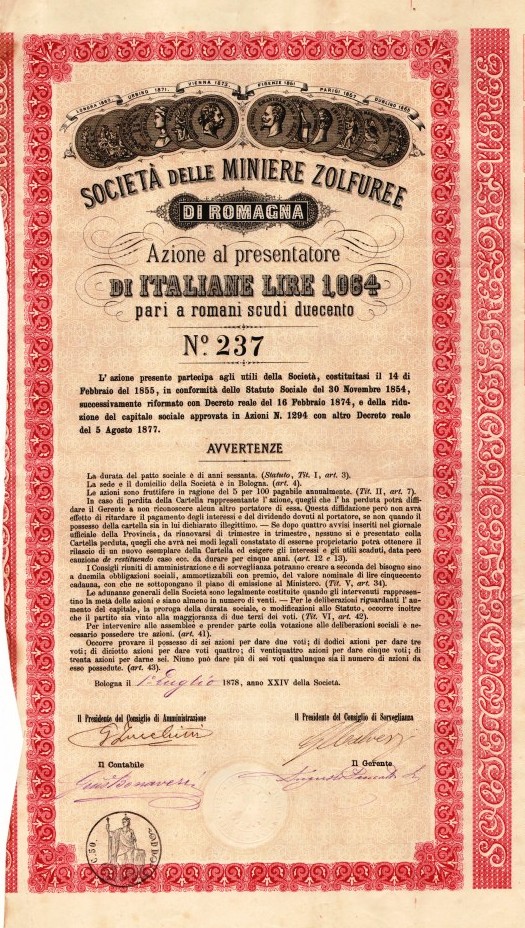 LONDRA 1862. URBINO 1871. VIENNA 1873. FIRENZE 1861 PARIGI 1867. DUBLINO 1865
SOCIETÀ DELLE MINIERE ZOLFUREE
DI ROMAGNA
Azione al presentatore
DI ITALIANE LIRE 1,064
pari a romani scudi duecento
No. 237
L'azione presente partecipa agli utili della Società, costituitasi il 14 di
Febbraio del 1855, in conformità dello Statuto Sociale del 30 Novembre 1854,
successivamente riformato con Decreto reale del 16 Febbraio 1874, e della ridu-
zione del capitale sociale approvata in Azioni N. 1294 con altro Decreto reale
del 5 Agosto 1877.
AVVERTENZE
La durata del patto sociale è di anni sessanta. (Statuto, Tit. I, art. 3).
La sede e il domicilio della Società è in Bologna. (art. 4).
Le azioni sono fruttifere in ragione del 5 per 100 pagabile annualmente. (Tit. II, art. 7).
In caso di perdita della Cartella rappresentante l'azione, quegli che l'ha perduta potrà diffi-
dare il Gerente a non riconoscere alcun altro portatore di essa. Questa diffidazione però non avra
effetto di ritardare il pagamento degli interessi e del dividendo dovuti al portatore, se non quando il
possesso della cartella sia in lui dichiarato illegittimo. — Se dopo quattro avvisi inseriti nel giornale
ufficiale della Provincia, da rinnovarsi di trimestre in trimestre, nessuno si è presentato colla
Cartella perduta, quegli che avrà nei modi legali constatato di esserne proprietario potrà ottenere il
rilascio di un nuovo esemplare della Cartella ed esigere gli interessi e gli utili scaduti, data però
cauzione de restituendo caso ecc. da durare per cinque anni. (art. 12 e 13).
I Consigli riuniti di amministrazione e di sorveglianza potranno creare a seconda del bisogno sino
a duemila obbligazioni sociali, ammortizzabili con premio, del valore nominale di lire cinquecento
cadauna, con che ne sottopongano il piano di emissione al Ministero. (Tit. V, art. 34).
Le adunanze generali della Società sono legalmente costituite quando gli intervenuti rappresen-
tino la metà delle azioni e siano almeno in numero di venti. — Per le deliberazioni riguardanti l'au-
mento del capitale, la proroga della durata sociale, o modificazioni allo Statuto, occorre inoltre
che il partito sia vinto alla maggioranza di due terzi dei voti. (Tit. VI, art. 42).
Per intervenire alle assemblee e prender parte colla votazione alle deliberazioni sociali è ne-
cessario possedere tre azioni. (art. 41).
Occorre provare il possesso di sei azioni per dare due voti; di dodici azioni per dare tre
voti; di diciotto azioni per dare voti quattro; di ventiquattro azioni per dare cinque voti; di
trenta azioni per darne sei. Niuno può dare più di sei voti qualunque sia il numero di azioni da
esso possedute. (art. 43).
Bologna il 1° Luglio 1878, anno XXIV della Società.
Il Presidente del Consiglio di Amministrazione Il Presidente del Consiglio di Sorveglianza
Il Contabile Il Gerente
C. 50
SOCIETÀ DELLE MINIERE ZOLFUREE